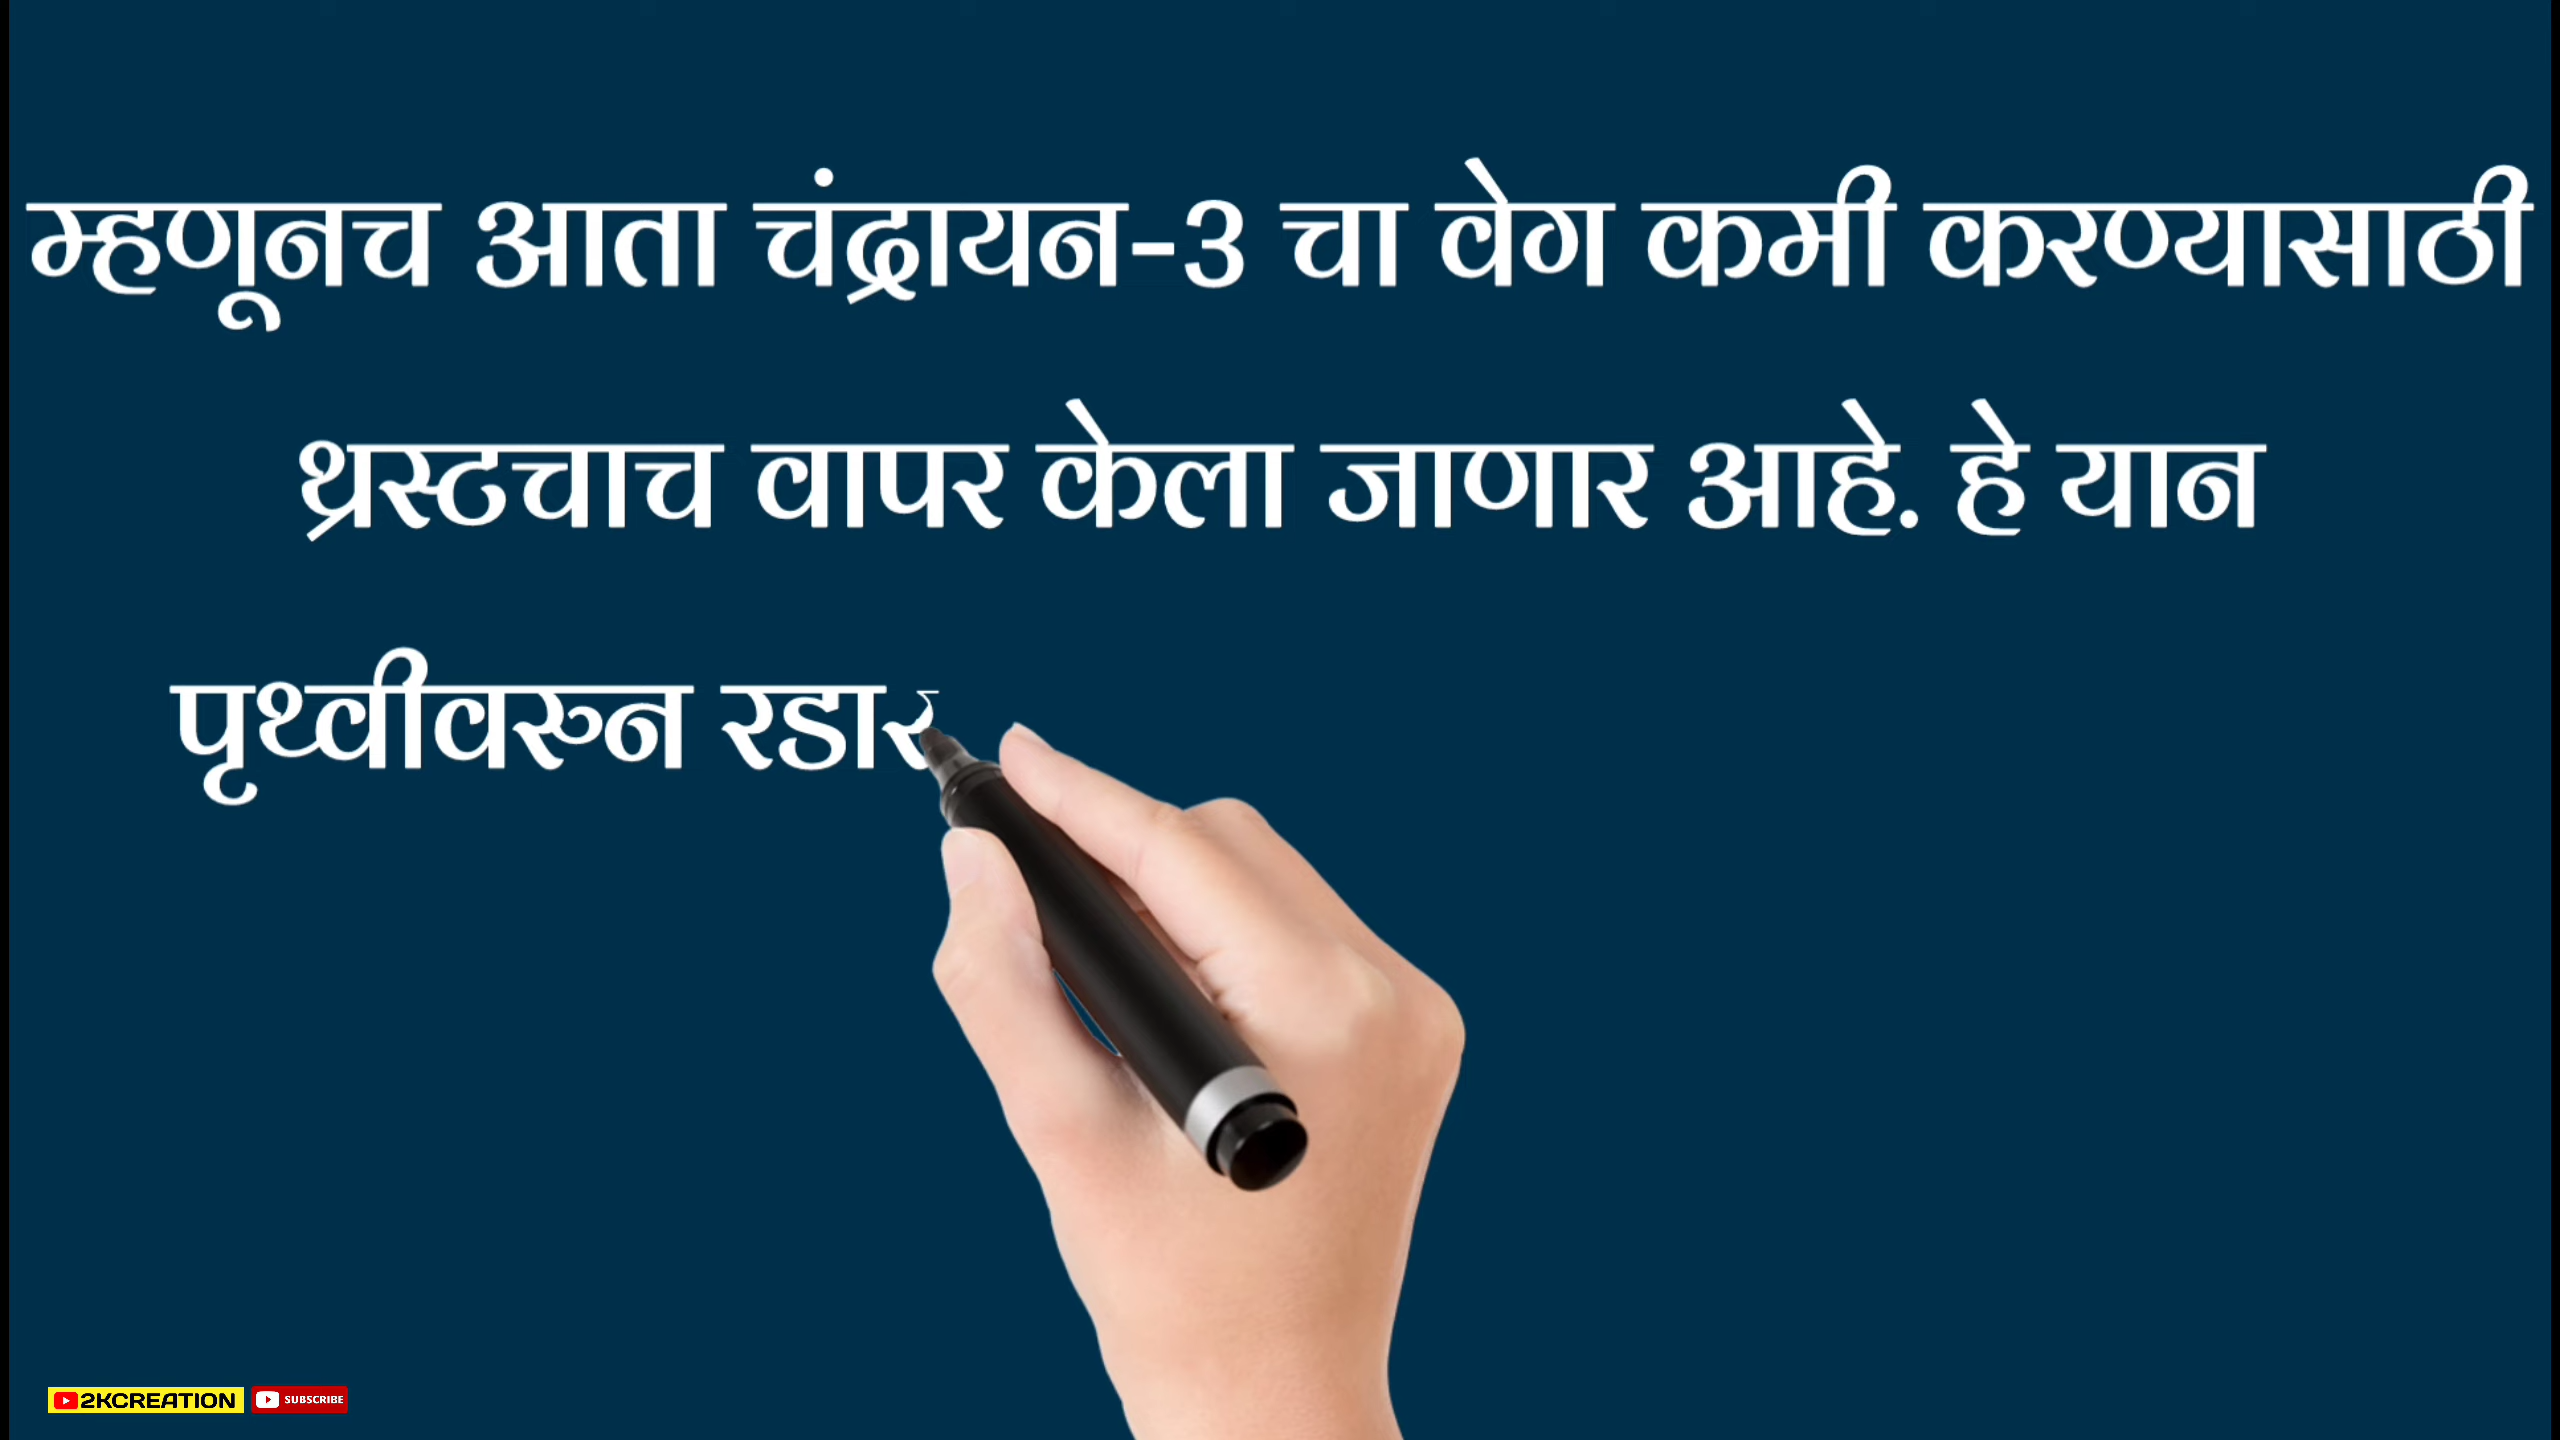 म्हणूनच आता चंद्रायन-3 चा वेग कमी करण्यासाठी
थ्रस्टचाच वापर केला जाणार आहे. हे यान
पृथ्वीवरुन रडार
2KCREATION SUBSCRIBE